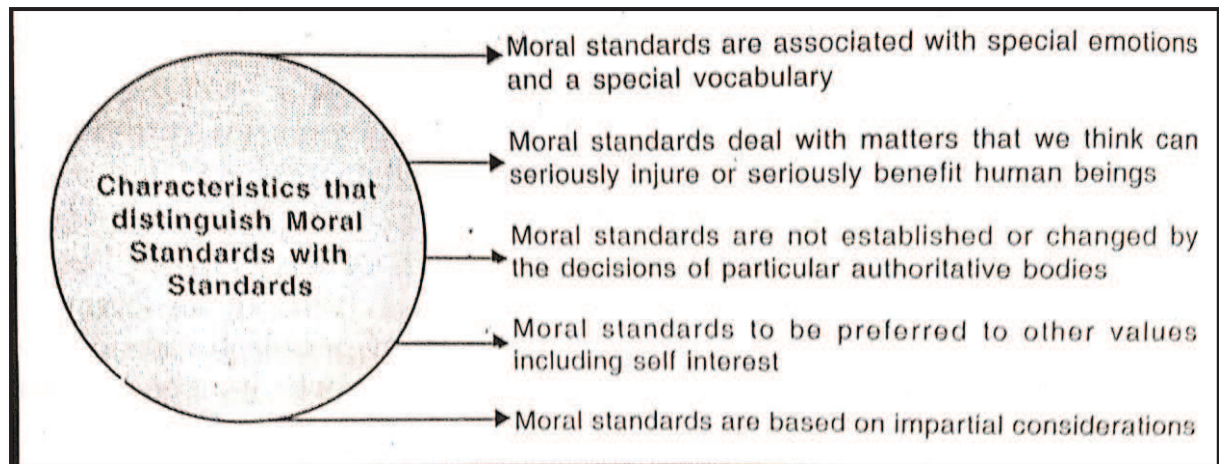 Characteristics that
distinguish Moral
Standards with
Standards
Moral standards are associated with special emotions
and a special vocabulary
Moral standards deal with matters that we think can
seriously injure or seriously benefit human beings
Moral standards are not established or changed by
the decisions of particular authoritative bodies
Moral standards to be preferred to other values
including self interest
Moral standards are based on impartial considerations